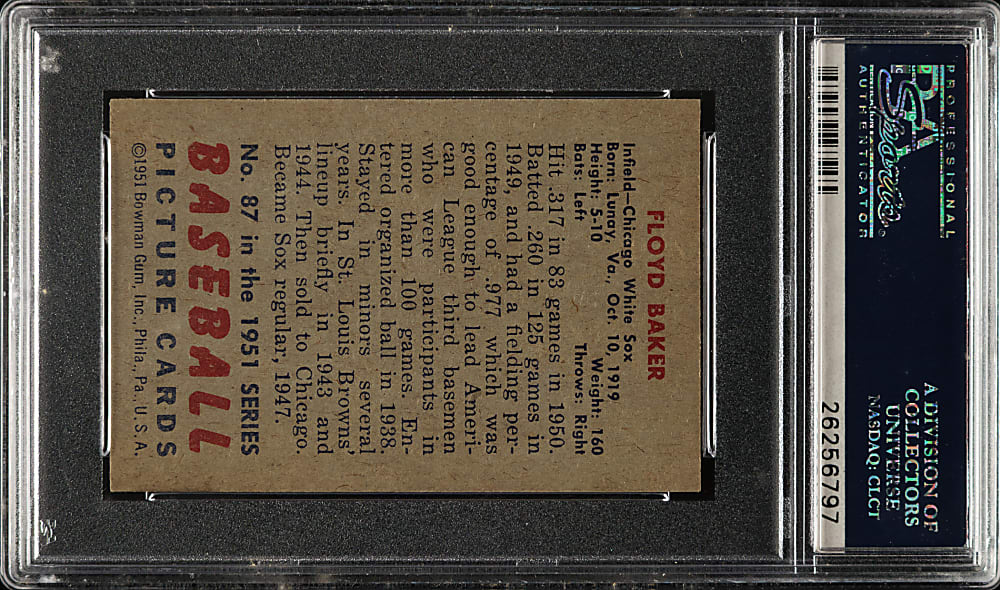 PROFESSIONAL
PSA
Sports
AUTHENTICATOR
A DIVISION OF
COLLECTORS
UNIVERSE
NASDAQ: CLCT
26256797
FLOYD BAKER
Infield—Chicago White Sox
Born: Lunay, Va., Oct. 10, 1919
Height: 5-10 Weight: 160
Bats: Left Throws: Right
Hit .317 in 83 games in 1950.
Batted .260 in 125 games in
1949, and had a fielding per-
centage of .977 which was
good enough to lead Ameri-
can League third basemen
who were participants in
more than 100 games. En-
tered organized ball in 1938.
Stayed in minors several
years. In St. Louis Browns'
lineup briefly in 1943 and
1944. Then sold to Chicago.
Became Sox regular, 1947.
No. 87 in the 1951 SERIES
BASEBALL
PICTURE CARDS
©1951 Bowman Gum, Inc., Phila., Pa., U.S.A.